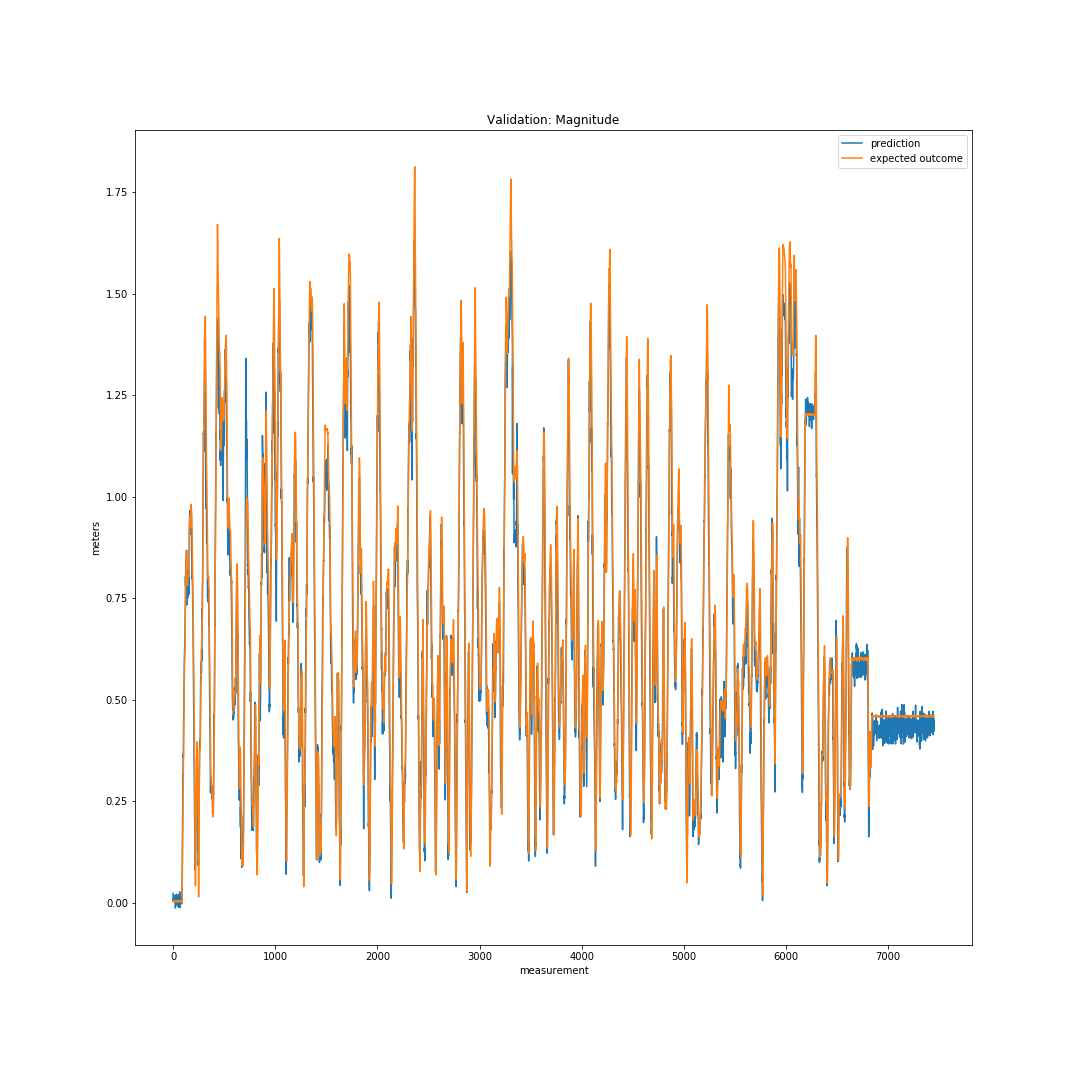 Validation: Magnitude
prediction
expected outcome
1.75
1.50
1.25
1.00
0.75
0.50
0.25
0.00
meters
0 1000 2000 3000 4000 5000 6000 7000
measurement